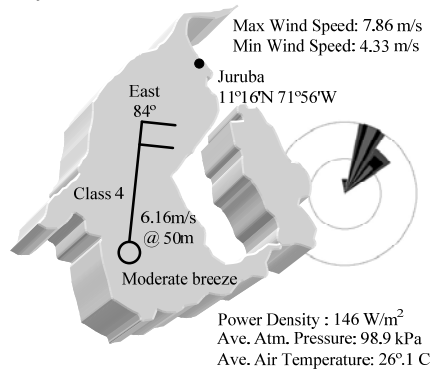 Max Wind Speed: 7.86 m/s
Min Wind Speed: 4.33 m/s
Juruba
11º16'N 71º56'W
East
84º
Class 4
6.16m/s
@ 50m
Moderate breeze
Power Density : 146 W/m²
Ave. Atm. Pressure: 98.9 kPa
Ave. Air Temperature: 26º.1 C